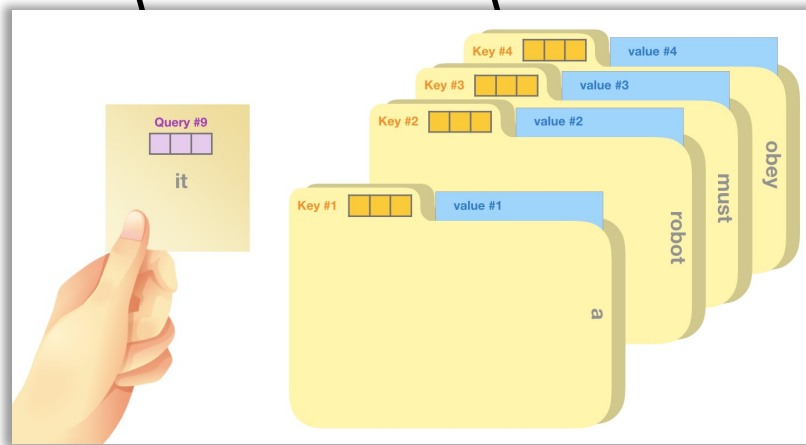 Query #9
it
Key #4
value #4
Key #3
value #3
Key #2
value #2
Key #1
value #1
obey
must
robot
a